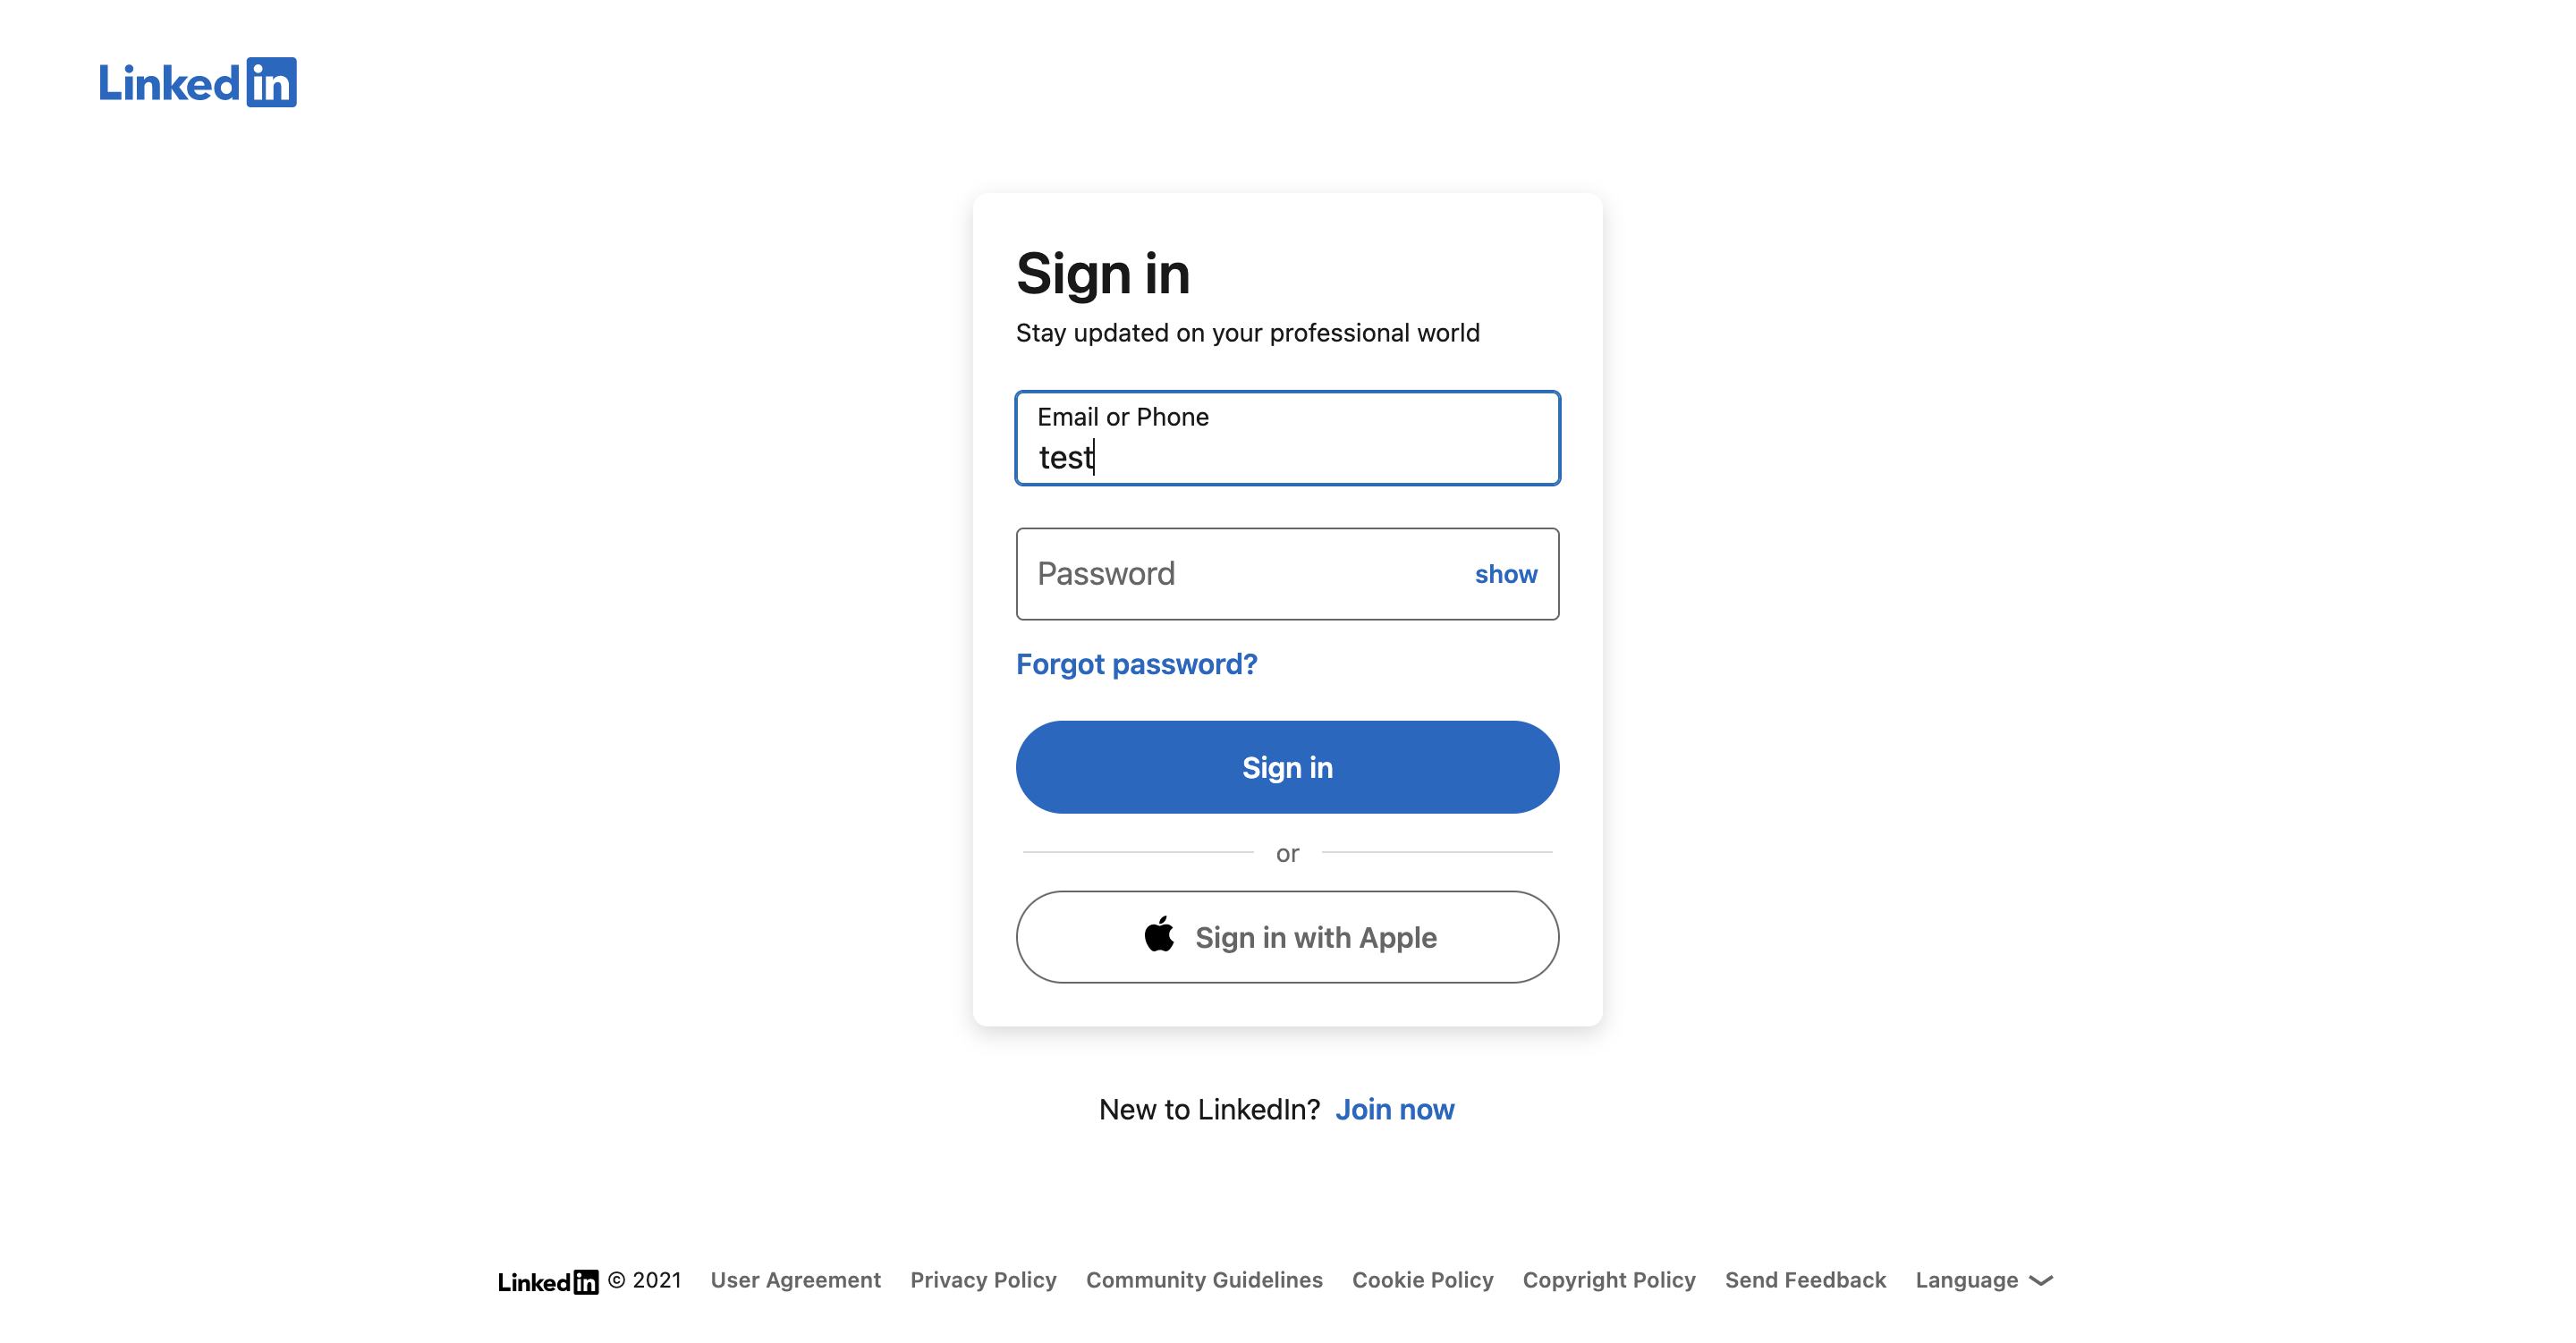 LinkedIn
Sign in
Stay updated on your professional world
Email or Phone
test
Password show
Forgot password?
Sign in
or
Sign in with Apple
New to LinkedIn? Join now
LinkedIn © 2021 User Agreement Privacy Policy Community Guidelines Cookie Policy Copyright Policy Send Feedback Language